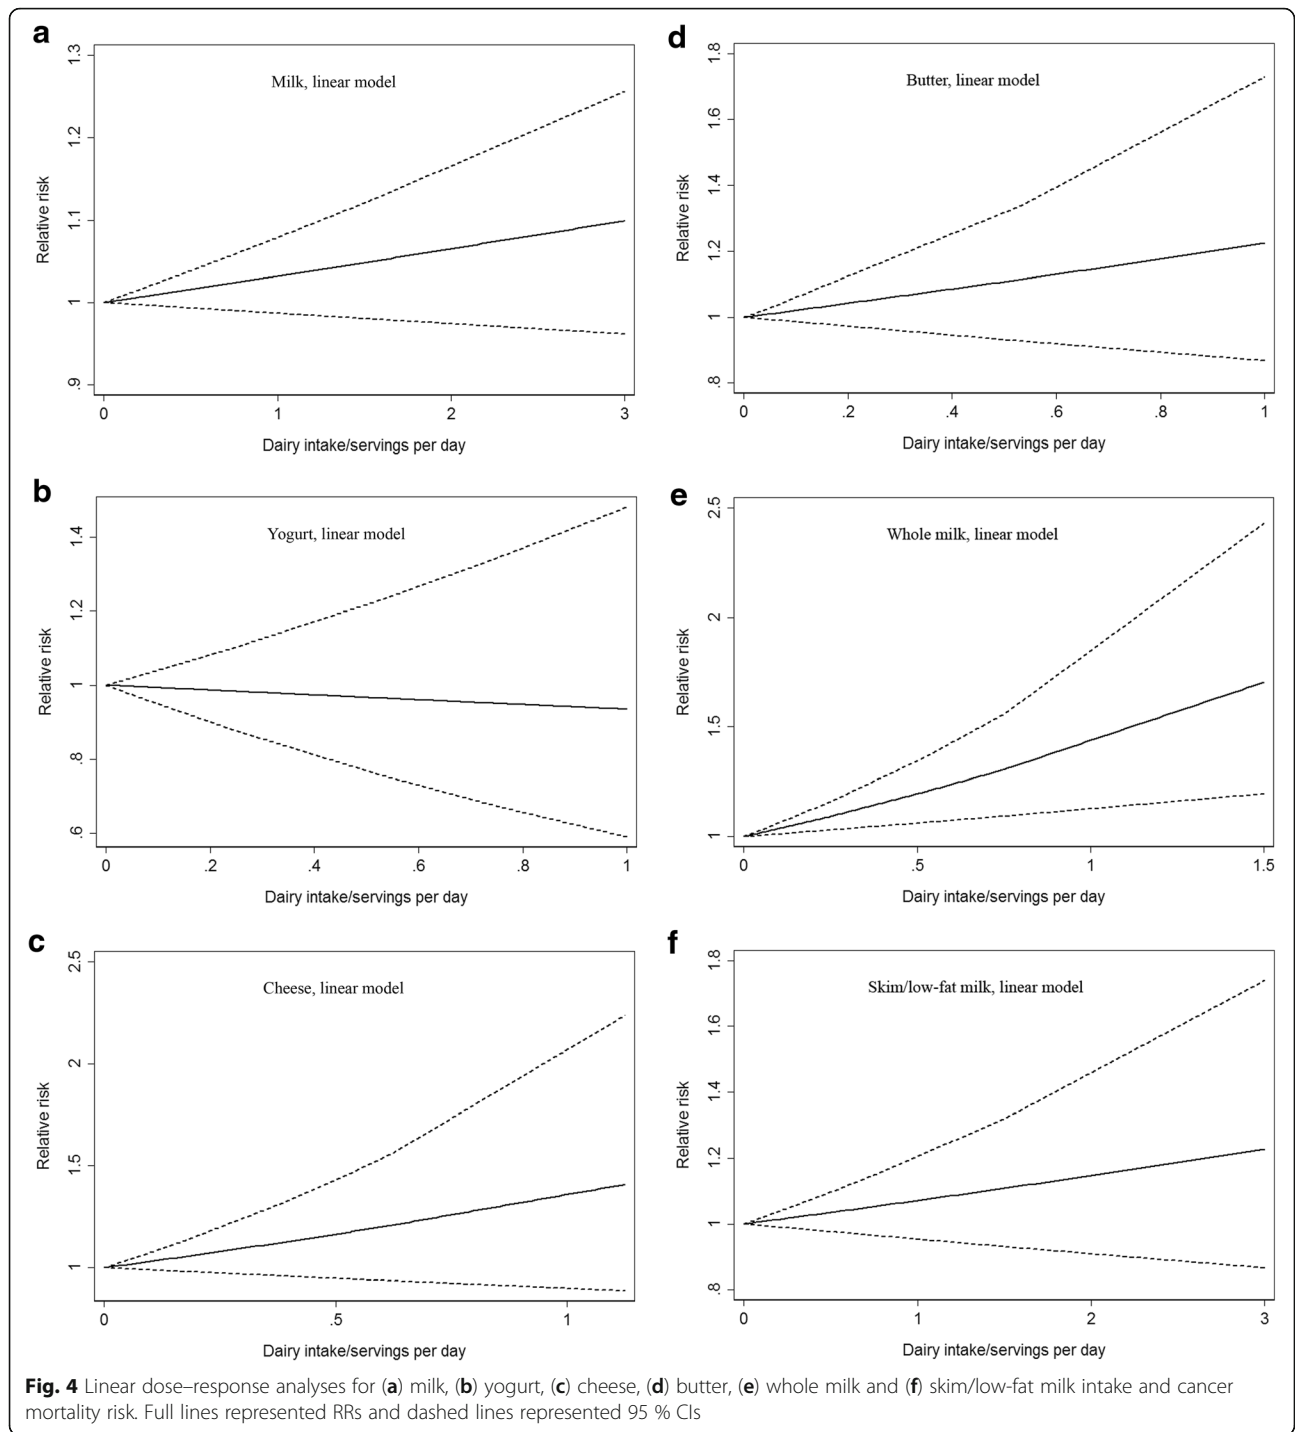 a
Milk, linear model
Relative risk
1.3
1.2
1.1
1
.9
0 1 2 3
Dairy intake/servings per day
b
Yogurt, linear model
Relative risk
1.4
1.2
1
.8
.6
0 .2 .4 .6 .8 1
Dairy intake/servings per day
c
Cheese, linear model
Relative risk
2.5
2
1.5
1
0 .5 1
Dairy intake/servings per day
d
Butter, linear model
Relative risk
1.8
1.6
1.4
1.2
1
.8
0 .2 .4 .6 .8 1
Dairy intake/servings per day
e
Whole milk, linear model
Relative risk
2.5
2
1.5
1
0 .5 1 1.5
Dairy intake/servings per day
f
Skim/low-fat milk, linear model
Relative risk
1.8
1.6
1.4
1.2
1
.8
0 1 2 3
Dairy intake/servings per day
Fig. 4 Linear dose–response analyses for (a) milk, (b) yogurt, (c) cheese, (d) butter, (e) whole milk and (f) skim/low-fat milk intake and cancer
mortality risk. Full lines represented RRs and dashed lines represented 95 % CIs